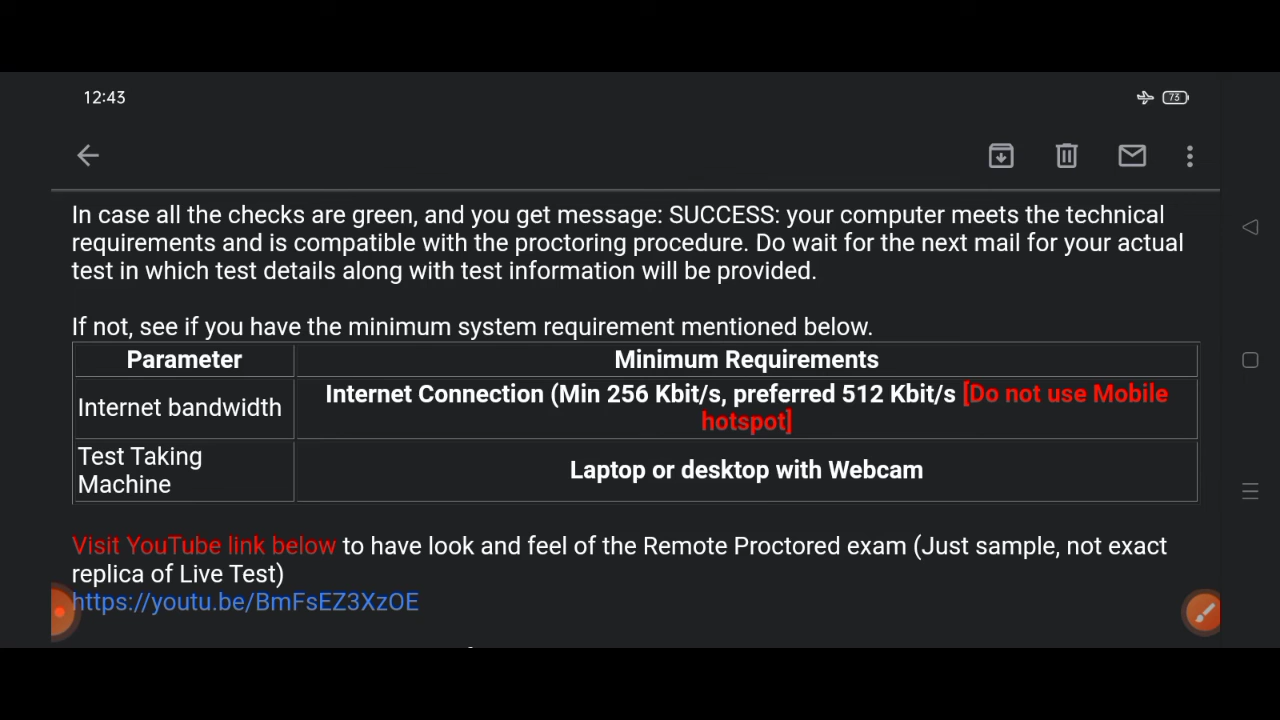 12:43
73
In case all the checks are green, and you get message: SUCCESS: your computer meets the technical
requirements and is compatible with the proctoring procedure. Do wait for the next mail for your actual
test in which test details along with test information will be provided.
If not, see if you have the minimum system requirement mentioned below.
Parameter
Minimum Requirements
Internet bandwidth
Internet Connection (Min 256 Kbit/s, preferred 512 Kbit/s [Do not use Mobile
hotspot]
Test Taking
Machine
Laptop or desktop with Webcam
Visit YouTube link below to have look and feel of the Remote Proctored exam (Just sample, not exact
replica of Live Test)
https://youtu.be/BmFsEZ3XzOE